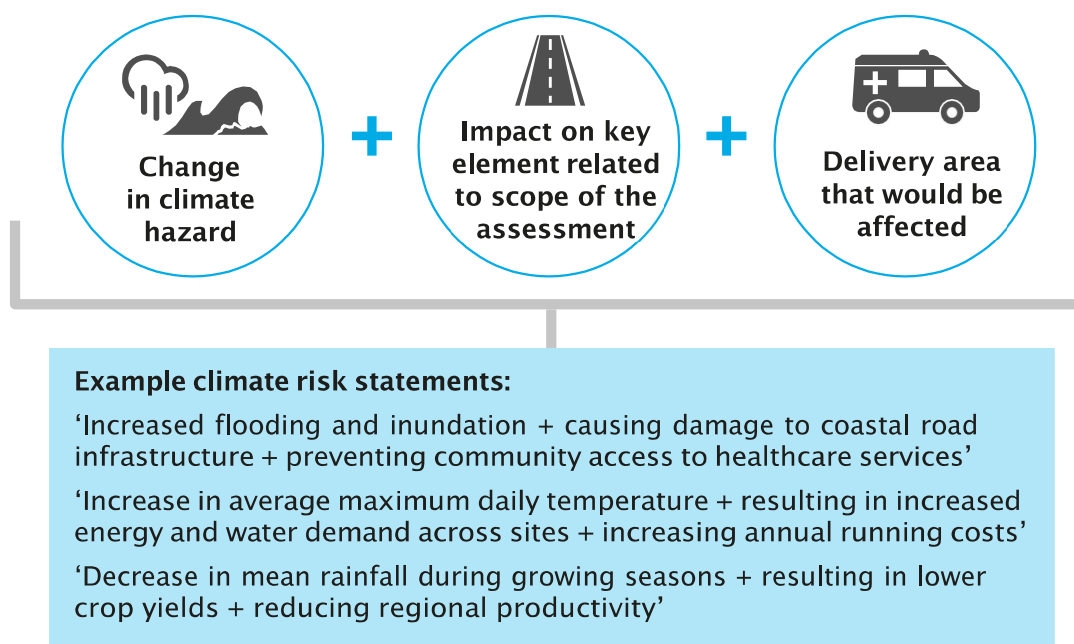 Change
in climate
hazard
+
Impact on key
element related
to scope of the
assessment
+
Delivery area
that would be
affected
Example climate risk statements:
‘Increased flooding and inundation + causing damage to coastal road
infrastructure + preventing community access to healthcare services’
‘Increase in average maximum daily temperature + resulting in increased
energy and water demand across sites + increasing annual running costs’
‘Decrease in mean rainfall during growing seasons + resulting in lower
crop yields + reducing regional productivity’